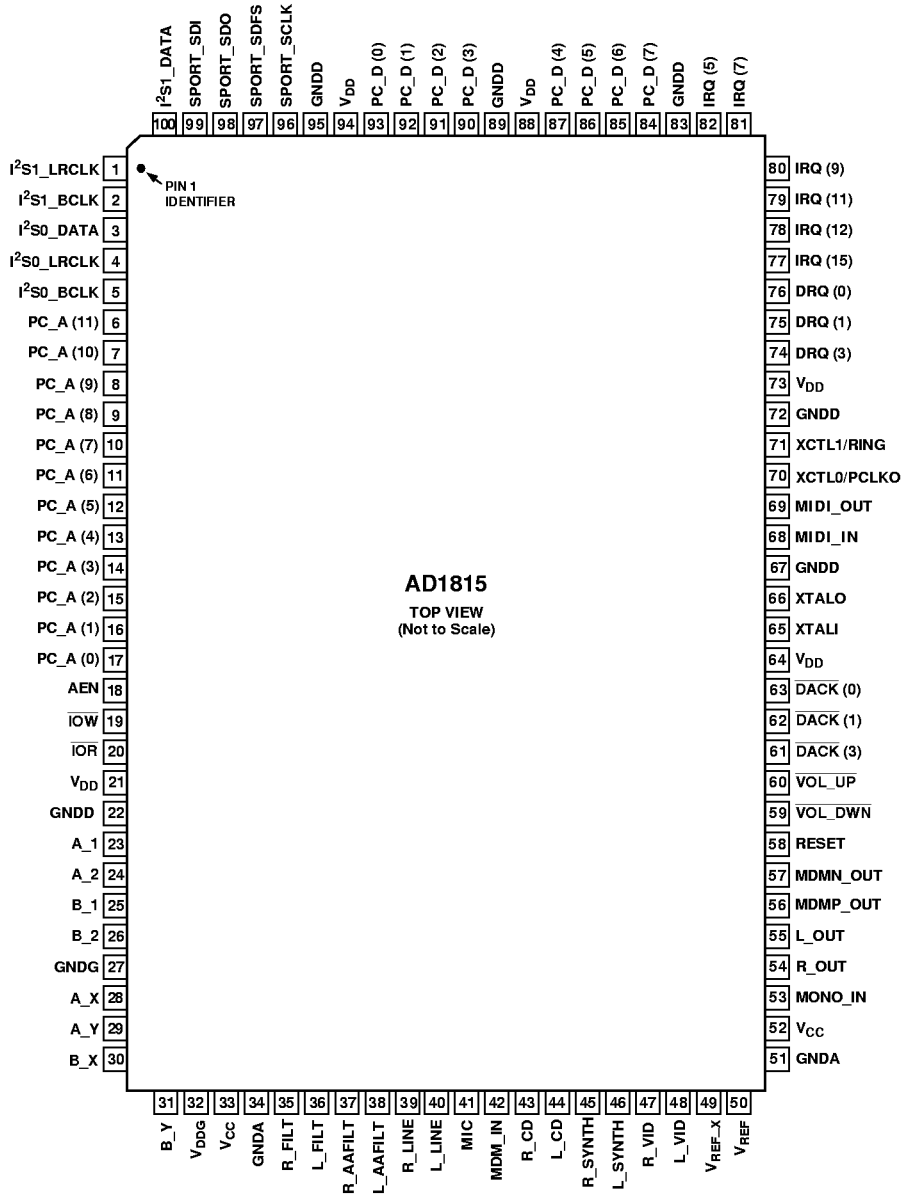 I²S1_DATA
SPORT_SDI
SPORT_SDO
SPORT_SDFS
SPORT_SCLK
GNDD
VDD
PC_D (0)
PC_D (1)
PC_D (2)
PC_D (3)
GNDD
VDD
PC_D (4)
PC_D (5)
PC_D (6)
PC_D (7)
GNDD
IRQ (5)
IRQ (7)
100 99 98 97 96 95 94 93 92 91 90 89 88 87 86 85 84 83 82 81
I²S1_LRCLK 1
I²S1_BCLK 2
I²S0_DATA 3
I²S0_LRCLK 4
I²S0_BCLK 5
PC_A (11) 6
PC_A (10) 7
PC_A (9) 8
PC_A (8) 9
PC_A (7) 10
PC_A (6) 11
PC_A (5) 12
PC_A (4) 13
PC_A (3) 14
PC_A (2) 15
PC_A (1) 16
PC_A (0) 17
AEN 18
IOW 19
IOR 20
VDD 21
GNDD 22
A_1 23
A_2 24
B_1 25
B_2 26
GNDG 27
A_X 28
A_Y 29
B_X 30
PIN 1
IDENTIFIER
AD1815
TOP VIEW
(Not to Scale)
80 IRQ (9)
79 IRQ (11)
78 IRQ (12)
77 IRQ (15)
76 DRQ (0)
75 DRQ (1)
74 DRQ (3)
73 VDD
72 GNDD
71 XCTL1/RING
70 XCTL0/PCLKO
69 MIDI_OUT
68 MIDI_IN
67 GNDD
66 XTALO
65 XTALI
64 VDD
63 DACK (0)
62 DACK (1)
61 DACK (3)
60 VOL_UP
59 VOL_DWN
58 RESET
57 MDMN_OUT
56 MDMP_OUT
55 L_OUT
54 R_OUT
53 MONO_IN
52 VCC
51 GNDA
31 32 33 34 35 36 37 38 39 40 41 42 43 44 45 46 47 48 49 50
B_Y
VDDG
VCC
GNDA
R_FILT
L_FILT
R_AAFILT
L_AAFILT
R_LINE
L_LINE
MIC
MDM_IN
R_CD
L_CD
R_SYNTH
L_SYNTH
R_VID
L_VID
VREF_X
VREF